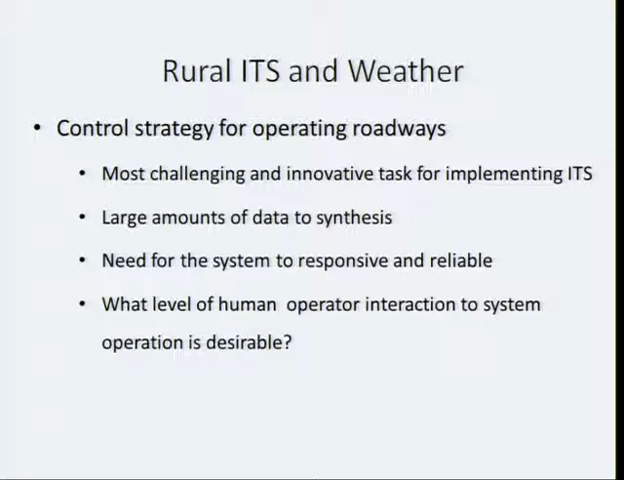 Rural ITS and Weather
• Control strategy for operating roadways
• Most challenging and innovative task for implementing ITS
• Large amounts of data to synthesis
• Need for the system to responsive and reliable
• What level of human operator interaction to system
operation is desirable?